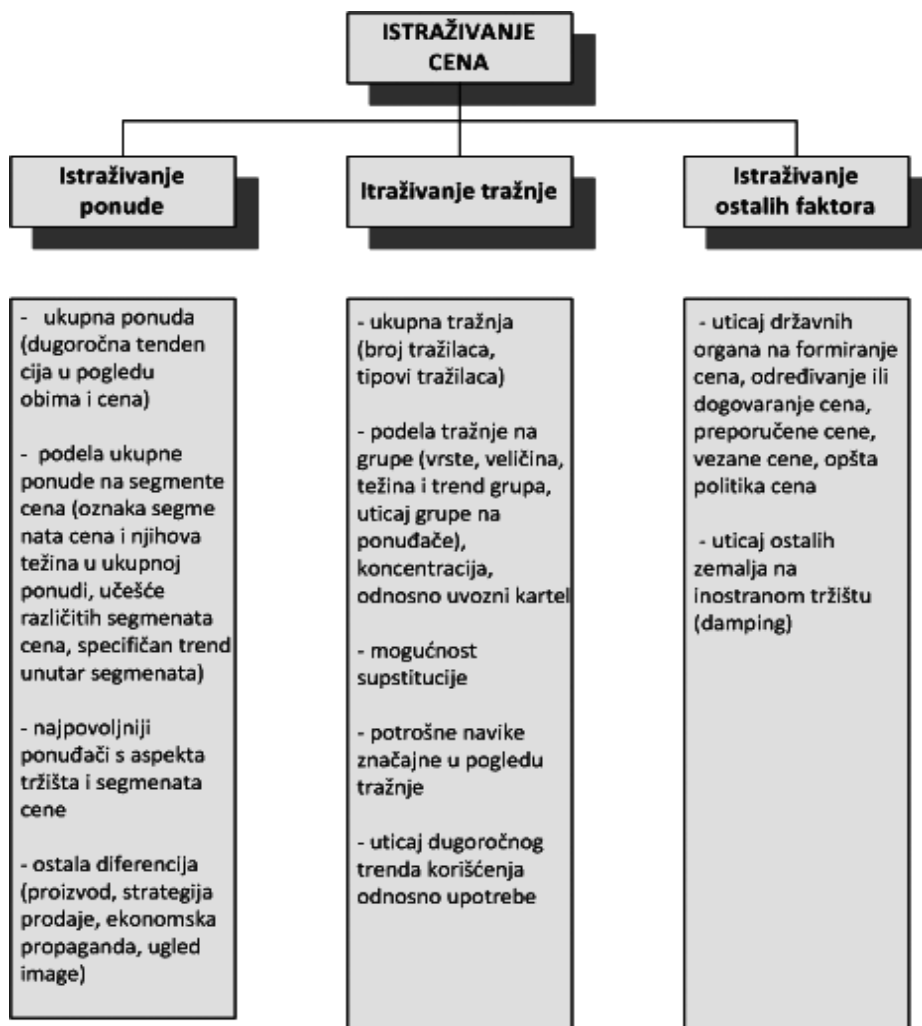 ISTRAŽIVANJE
CENA
Istraživanje
ponude
Itraživanje tražnje
Istraživanje
ostalih faktora
- ukupna ponuda
(dugoročna tenden
cija u pogledu
obima i cena)
- podela ukupne
ponude na segmente
cena (oznaka segme
nata cena i njihova
težina u ukupnoj
ponudi, učešće
različitih segmenata
cena, specifičan trend
unutar segmenata)
- najpovoljniji
ponuđači s aspekta
tržišta i segmenata
cene
- ostala diferencija
(proizvod, strategija
prodaje, ekonomska
propaganda, ugled
image)
- ukupna tražnja
(broj tražilaca,
tipovi tražilaca)
- podela tražnje na
grupe (vrste, veličina,
težina i trend grupa,
uticaj grupe na
ponuđače),
koncentracija,
odnosno uvozni kartel
- mogućnost
supstitucije
- potrošne navike
značajne u pogledu
tražnje
- uticaj dugoročnog
trenda korišćenja
odnosno upotrebe
- uticaj državnih
organa na formiranje
cena, određivanje ili
dogovaranje cena,
preporučene cene,
vezane cene, opšta
politika cena
- uticaj ostalih
zemalja na
inostranom tržištu
(damping)